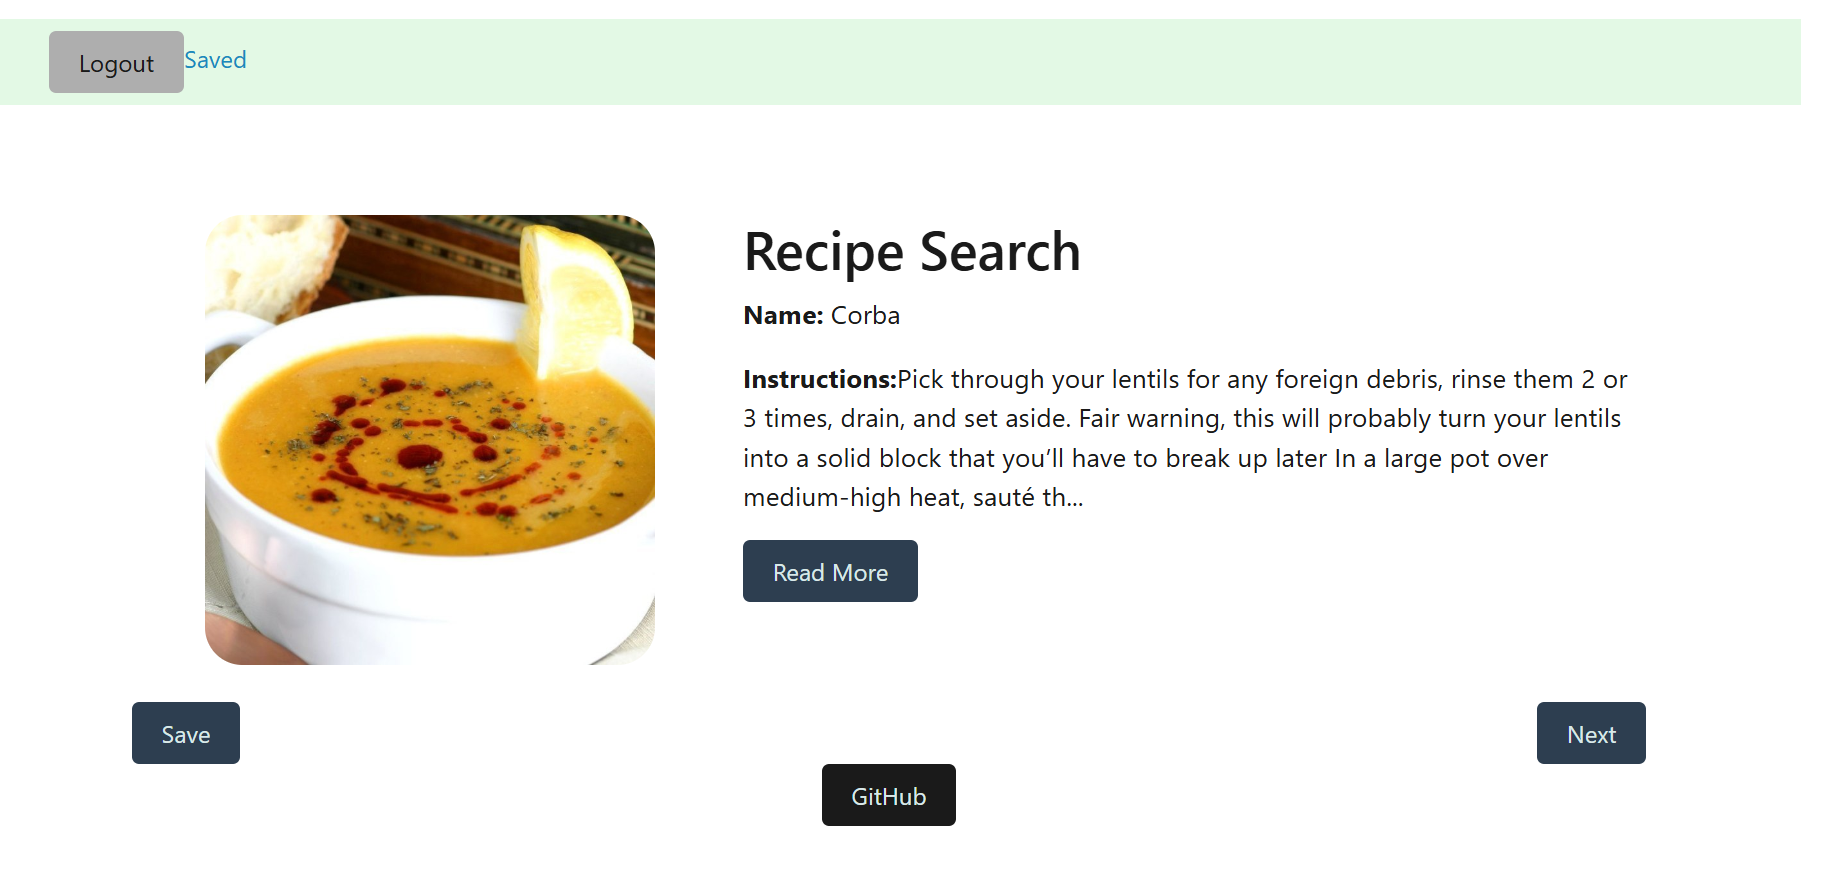 Logout Saved
Recipe Search
Name: Corba
Instructions:Pick through your lentils for any foreign debris, rinse them 2 or
3 times, drain, and set aside. Fair warning, this will probably turn your lentils
into a solid block that you’ll have to break up later In a large pot over
medium-high heat, sauté th...
Read More
Save
Next
GitHub